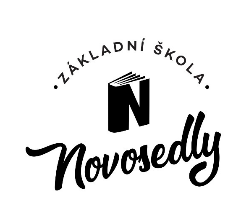 • ZÁKLADNÍ ŠKOLA •
N
Novosedly